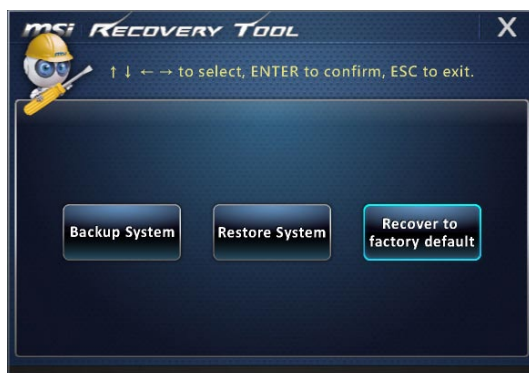 msi RECOVERY TOOL X
↑ ↓ ← → to select, ENTER to confirm, ESC to exit.
Backup System
Restore System
Recover to
factory default